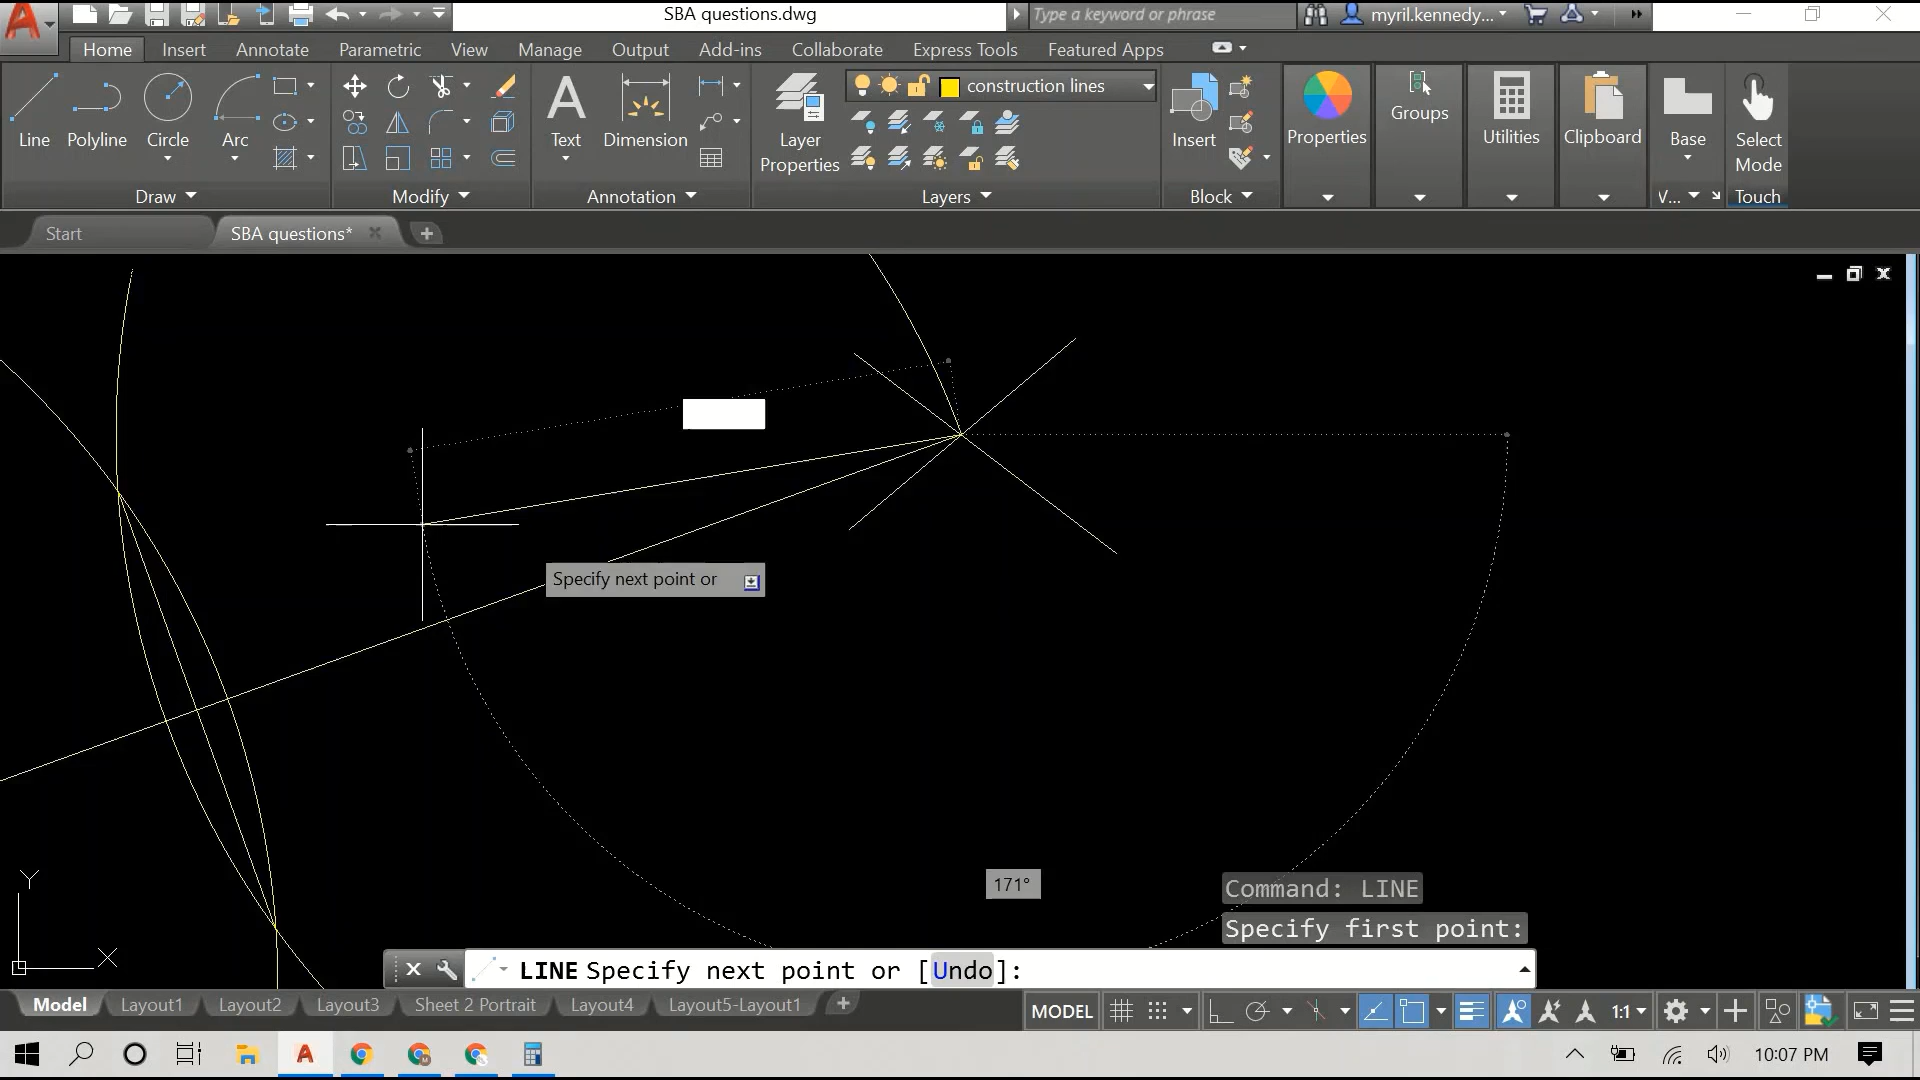 SBA questions.dwg
Type a keyword or phrase
myril.kennedy...
Home Insert Annotate Parametric View Manage Output Add-ins Collaborate Express Tools Featured Apps
construction lines
Line Polyline Circle Arc
Text Dimension
Layer Properties
Insert
Properties
Groups
Utilities
Clipboard
Base
Select Mode
Draw Modify Annotation Layers Block V... Touch
Start SBA questions*
Specify next point or
171°
Command: LINE
Specify first point:
LINE Specify next point or [Undo]:
Y
X
Model Layout1 Layout2 Layout3 Sheet 2 Portrait Layout4 Layout5-Layout1
MODEL 1:1
10:07 PM